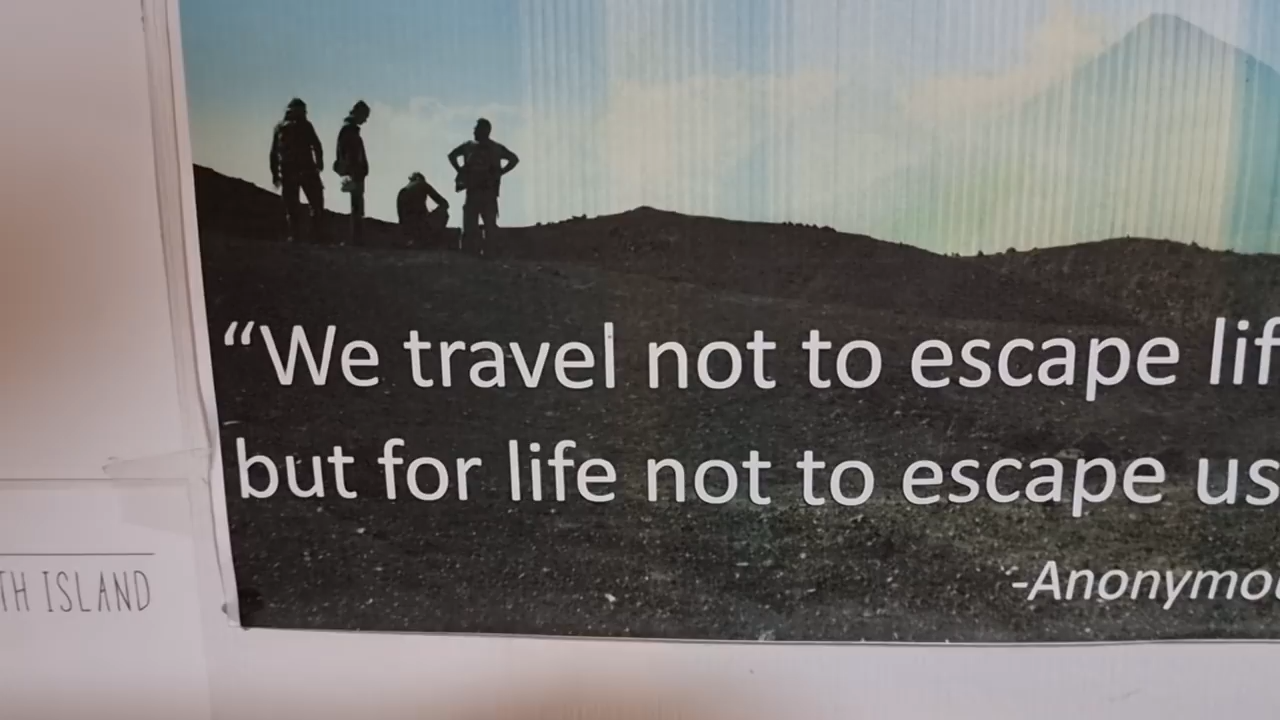 “We travel not to escape lif
but for life not to escape us
-Anonymou
TH ISLAND